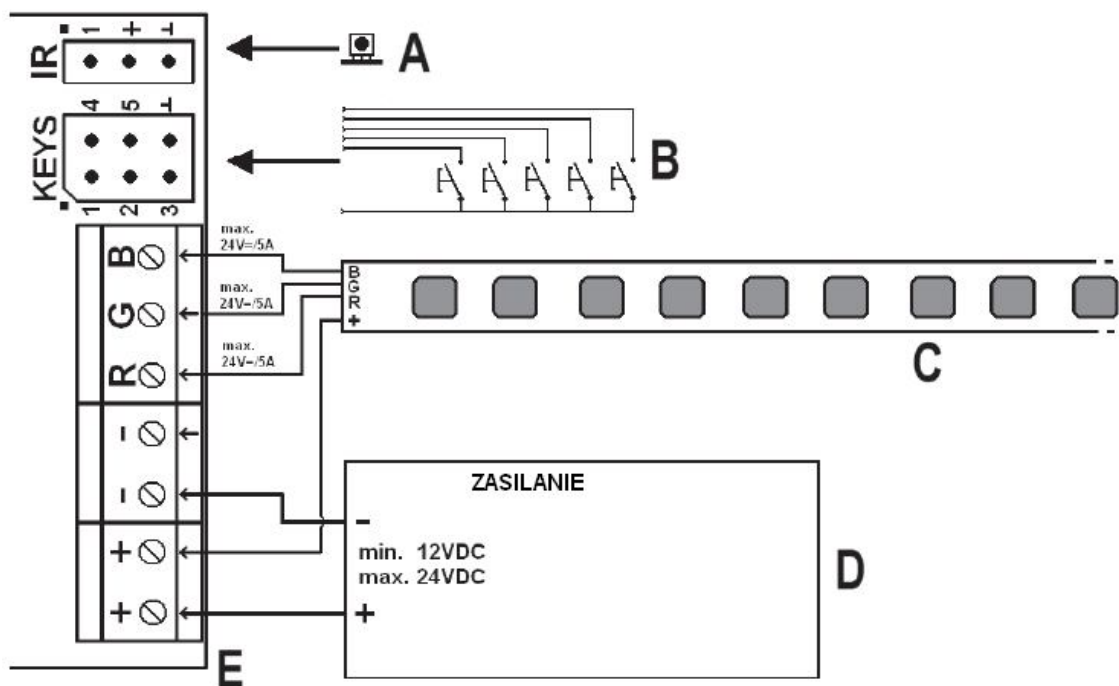 IR
1 + ⊥
A
KEYS
4 5 ⊥
1 2 3
B
max.
24V=/5A
B
max.
24V=/5A
G
max.
24V=/5A
R
B
G
R
+
C
-
-
+
+
ZASILANIE
-
min. 12VDC
max. 24VDC
+
D
E